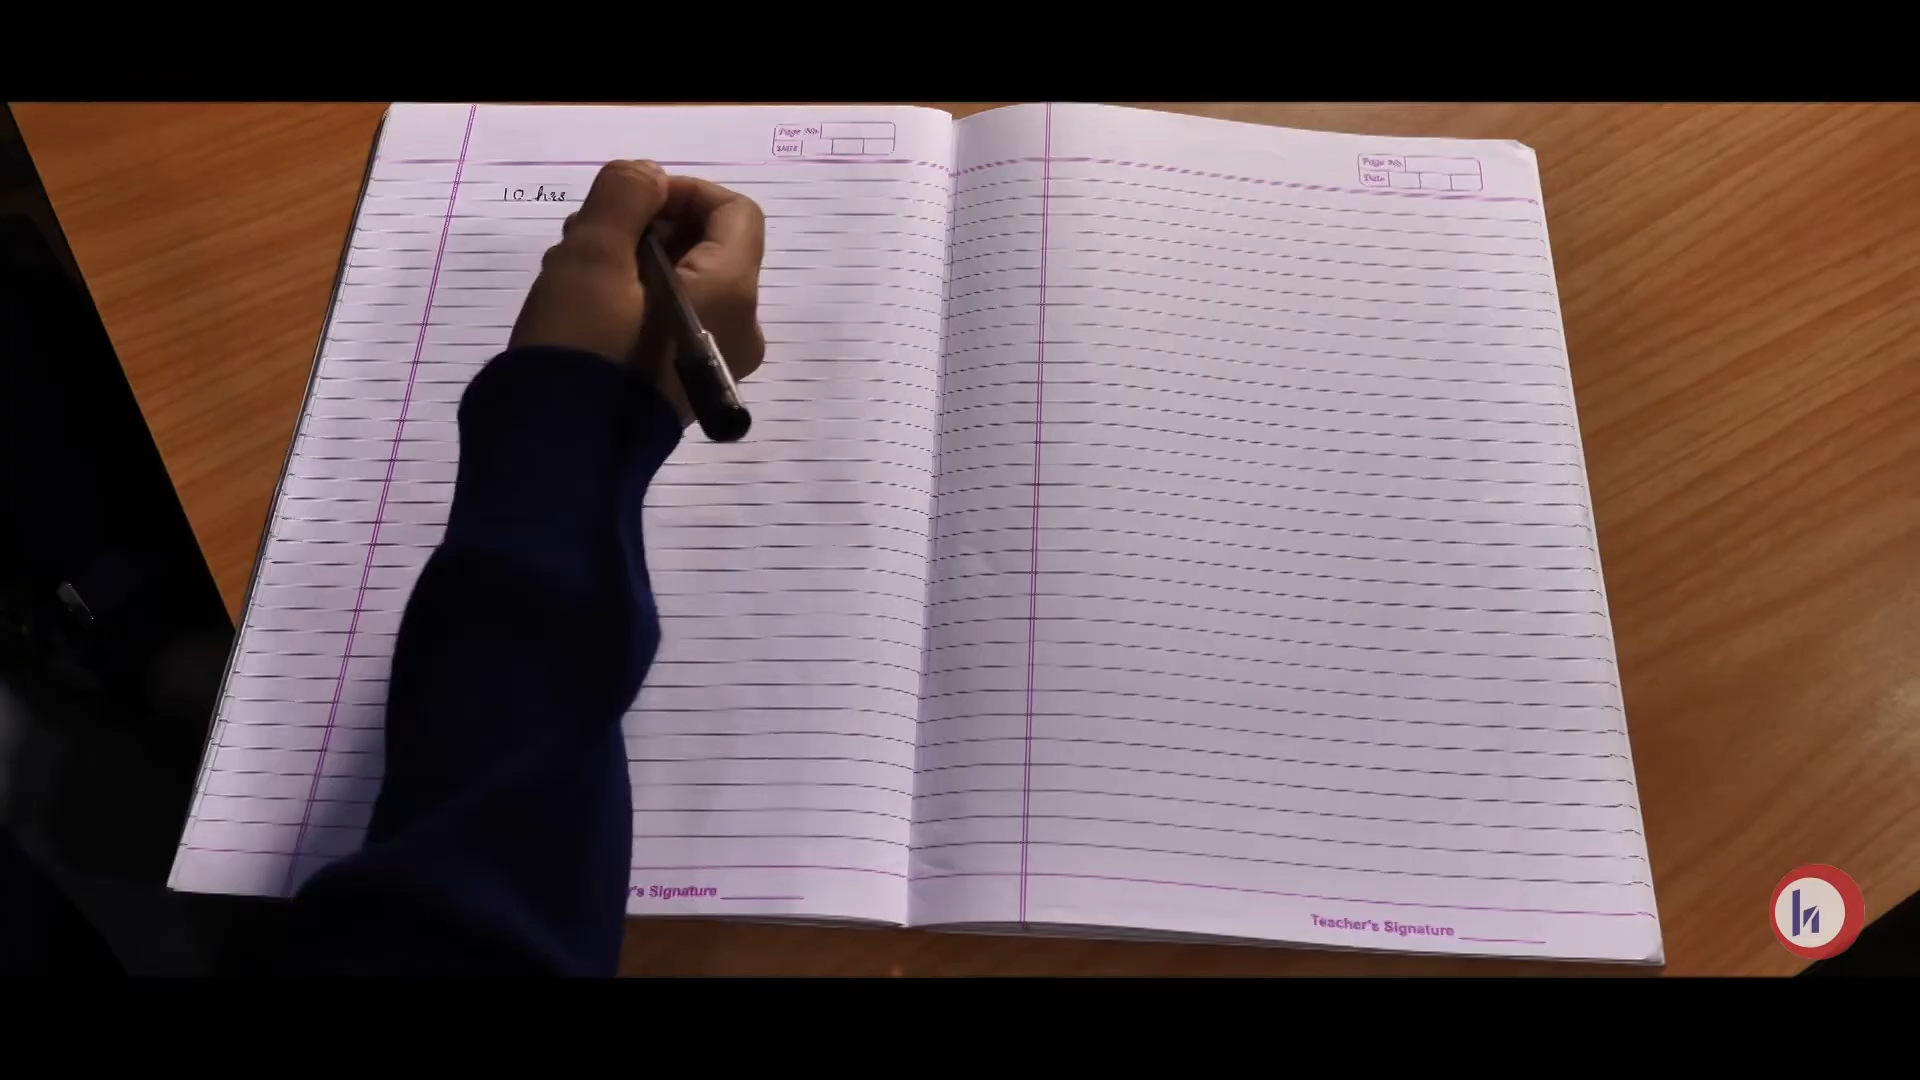 Page No.
DATE
10 hrs
Page No.
Date
r's Signature
Teacher's Signature